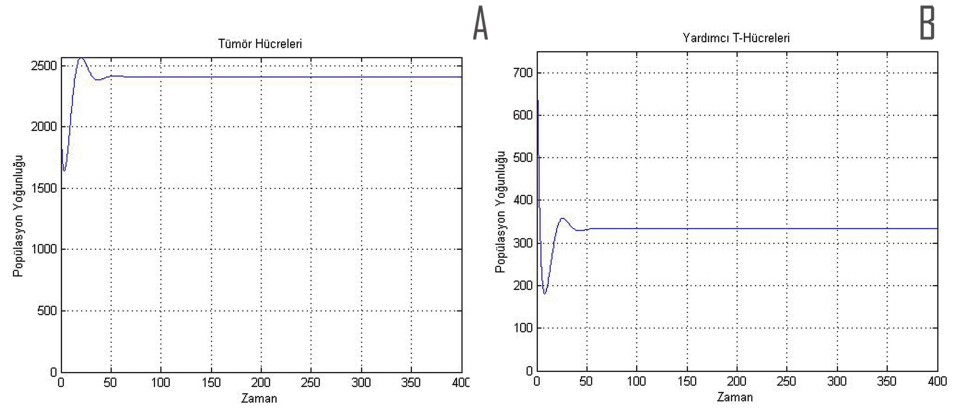 A
Tümör Hücreleri
Popülasyon Yoğunluğu
2500
2000
1500
1000
500
0
0 50 100 150 200 250 300 350 400
Zaman
B
Yardımcı T-Hücreleri
Popülasyon Yoğunluğu
700
600
500
400
300
200
100
0
0 50 100 150 200 250 300 350 400
Zaman